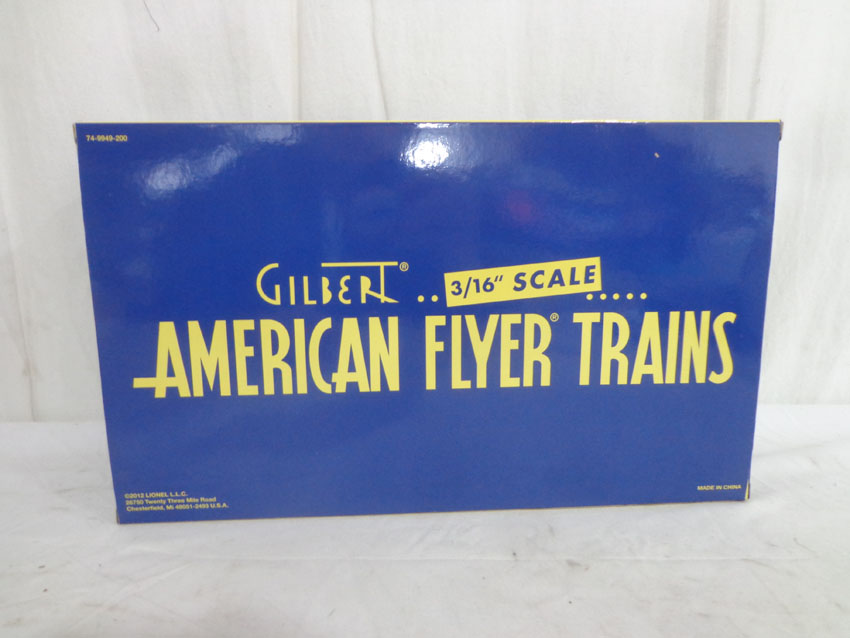 74-9949-200
GILBERT® .. 3/16" SCALE .....
AMERICAN FLYER® TRAINS
©2013 LIONEL L.L.C.
26750 Twenty Three Mile Road
Chesterfield, MI 48051-2493 U.S.A.
MADE IN CHINA